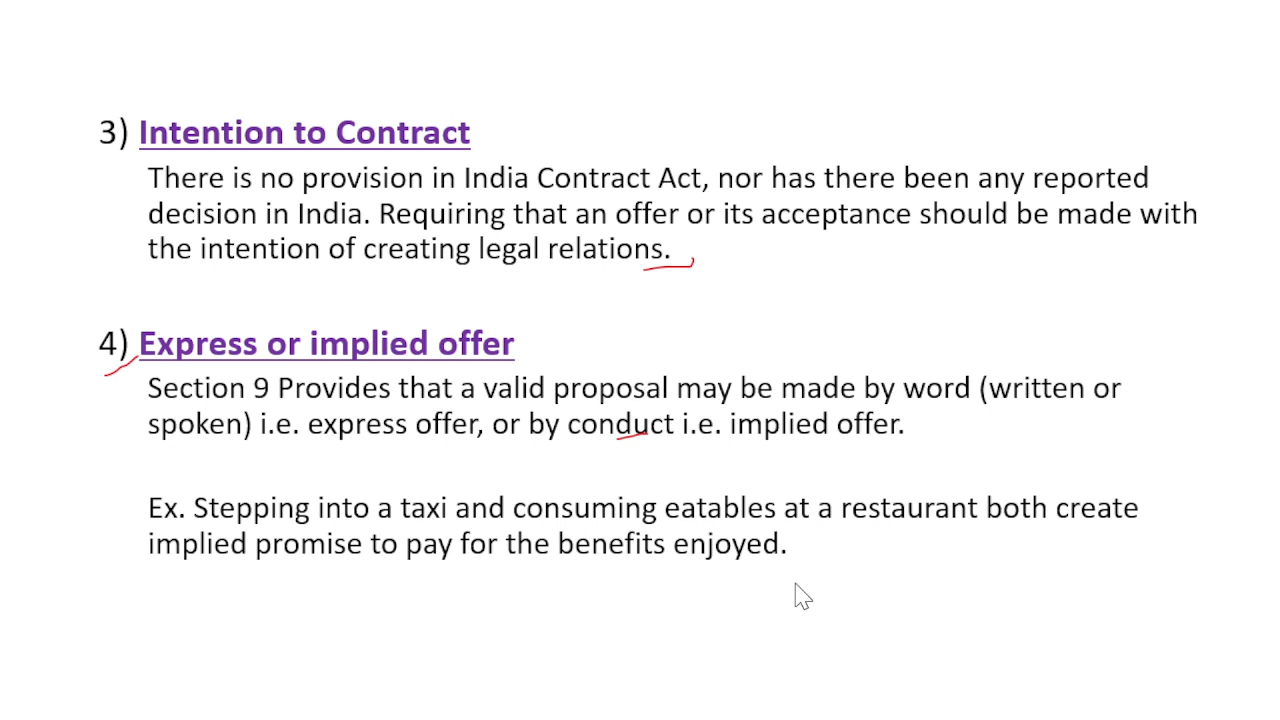 3) Intention to Contract
There is no provision in India Contract Act, nor has there been any reported
decision in India. Requiring that an offer or its acceptance should be made with
the intention of creating legal relations.
4) Express or implied offer
Section 9 Provides that a valid proposal may be made by word (written or
spoken) i.e. express offer, or by conduct i.e. implied offer.
Ex. Stepping into a taxi and consuming eatables at a restaurant both create
implied promise to pay for the benefits enjoyed.